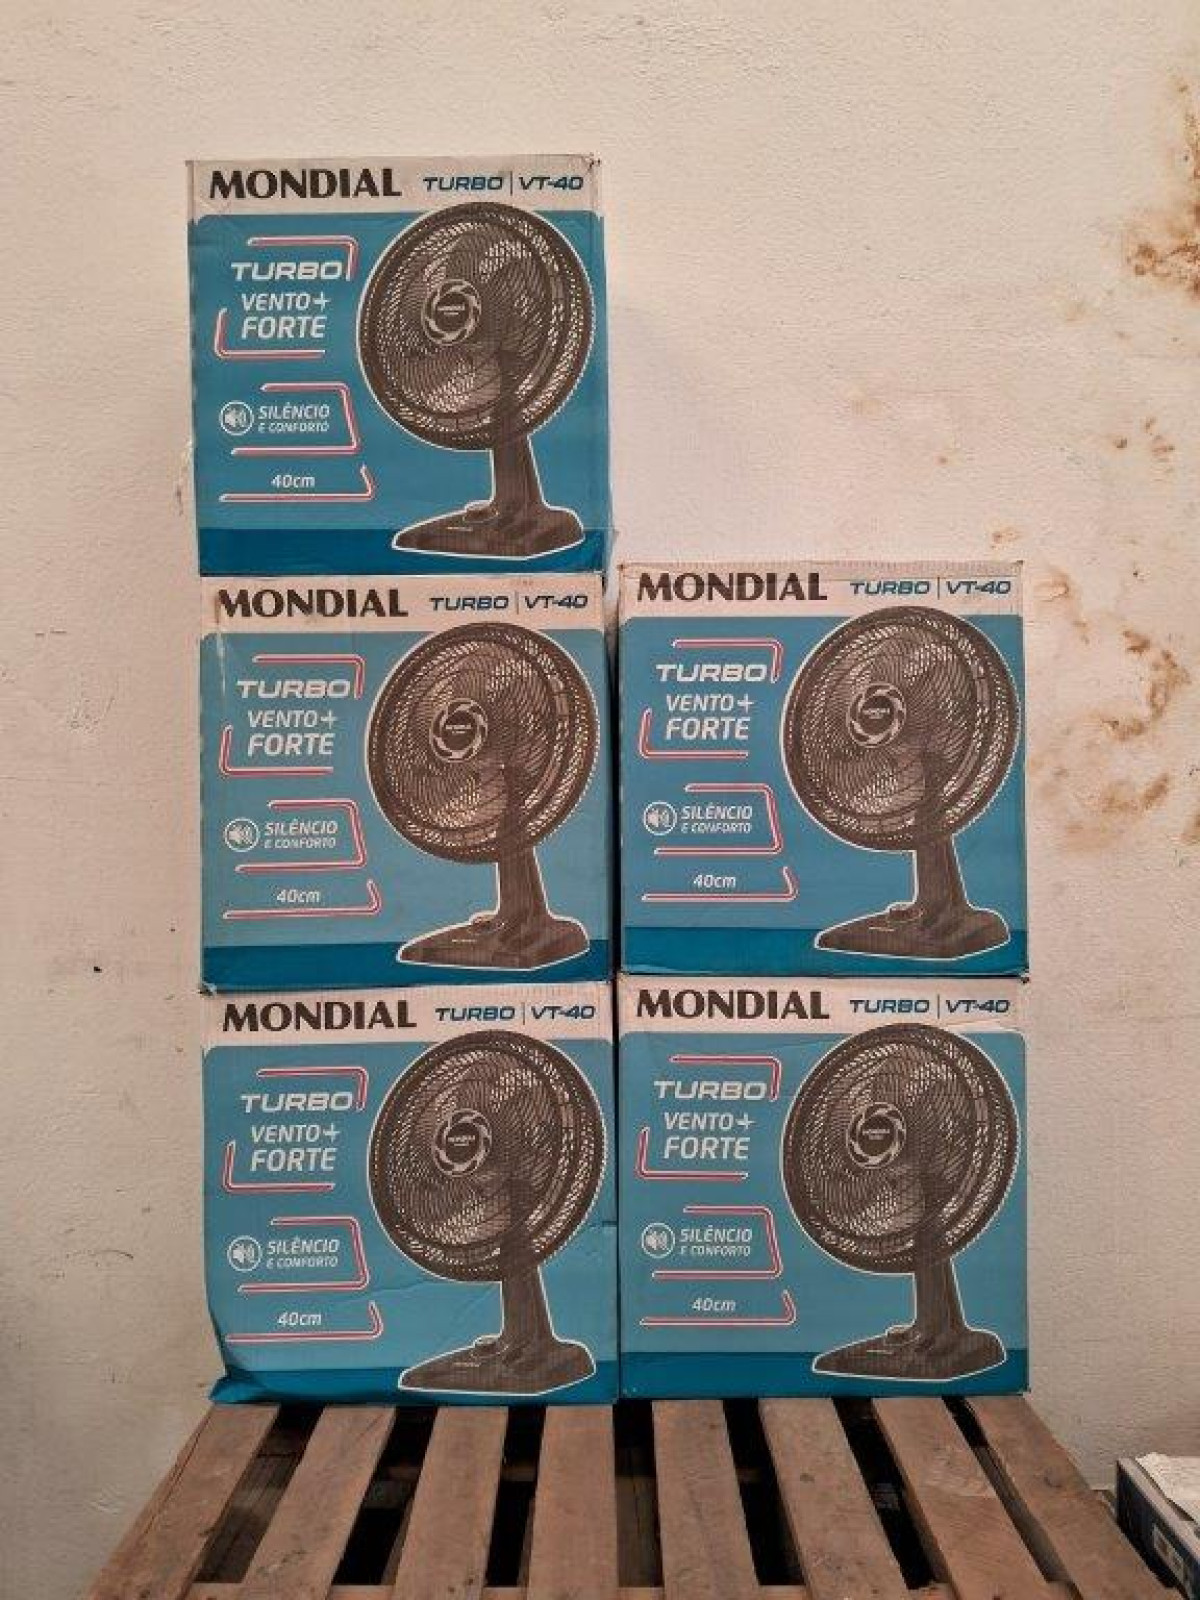 MONDIAL TURBO | VT-40
TURBO
VENTO+
FORTE
SILÊNCIO
E CONFORTO
40cm
MONDIAL TURBO | VT-40
TURBO
VENTO+
FORTE
SILÊNCIO
E CONFORTO
40cm
MONDIAL TURBO | VT-40
TURBO
VENTO+
FORTE
SILÊNCIO
E CONFORTO
40cm
MONDIAL TURBO | VT-40
TURBO
VENTO+
FORTE
SILÊNCIO
E CONFORTO
40cm
MONDIAL TURBO | VT-40
TURBO
VENTO+
FORTE
SILÊNCIO
E CONFORTO
40cm